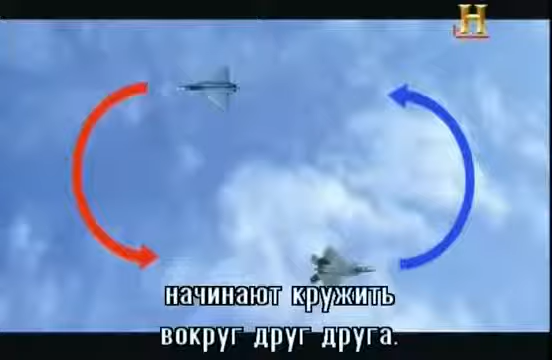 H
начинают кружить
вокруг друг друга.